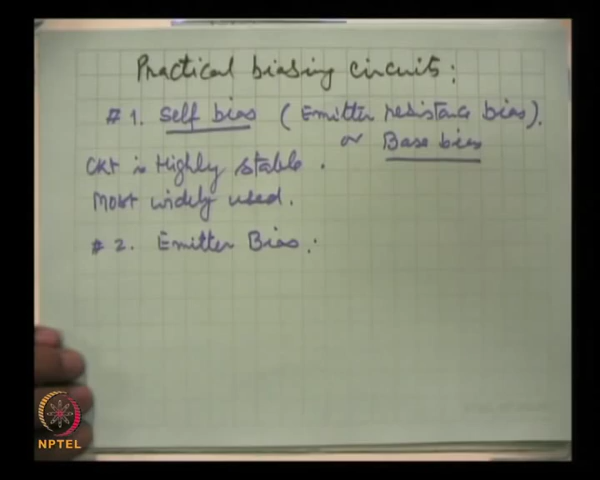 Practical biasing circuits:
# 1. Self bias (Emitter resistance bias).
or Base bias
CKT is Highly stable.
Most widely used.
# 2. Emitter Bias:
NPTEL